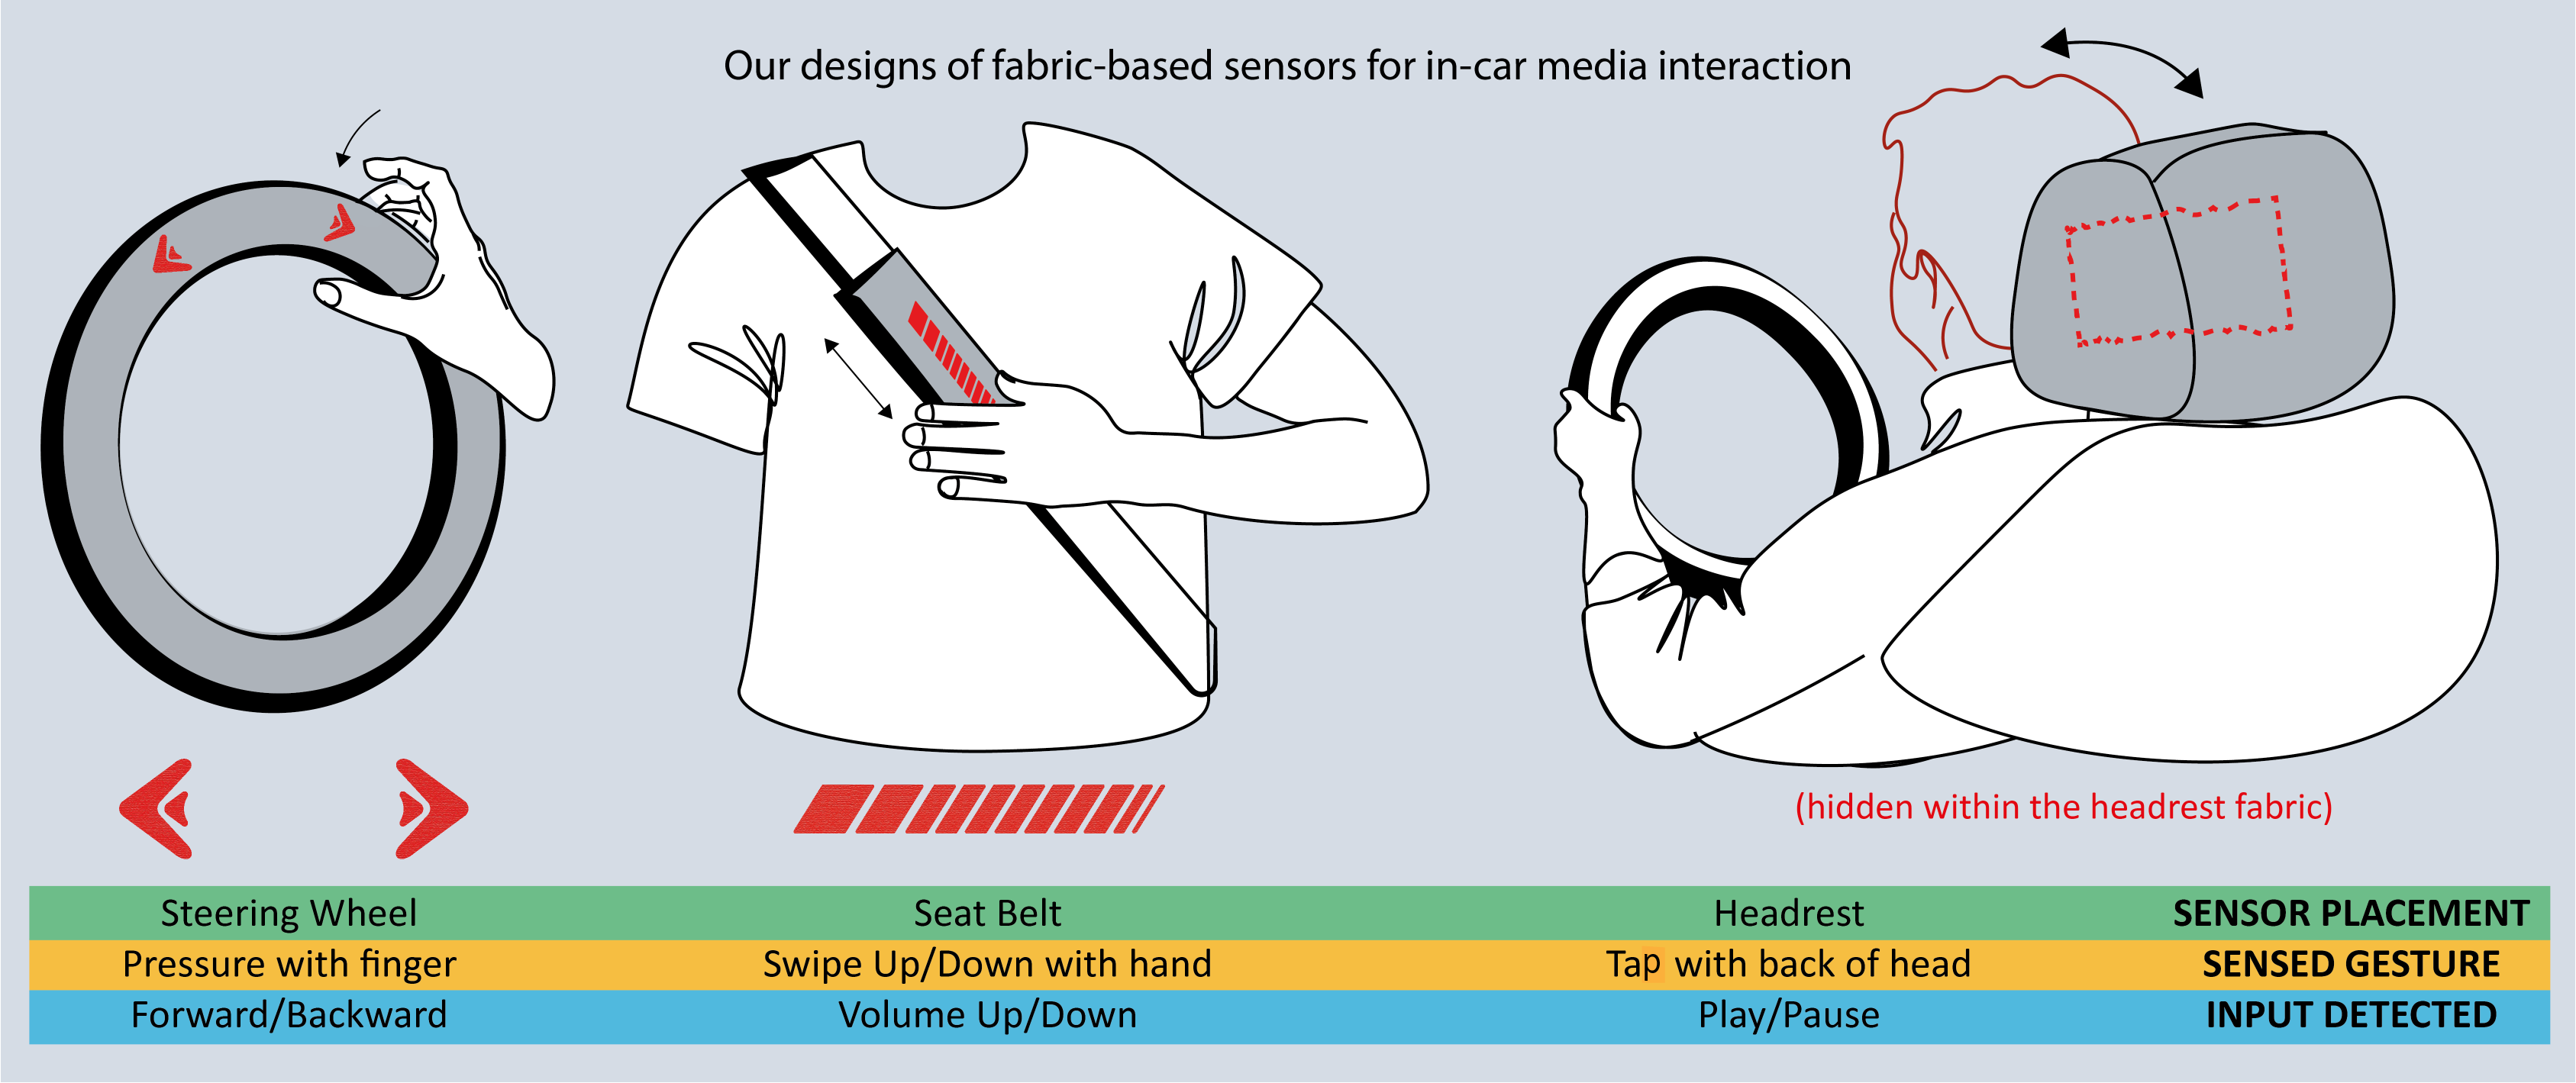 Our designs of fabric-based sensors for in-car media interaction
(hidden within the headrest fabric)
Steering Wheel Seat Belt Headrest SENSOR PLACEMENT
Pressure with finger Swipe Up/Down with hand Tap with back of head SENSED GESTURE
Forward/Backward Volume Up/Down Play/Pause INPUT DETECTED